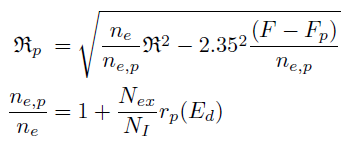 ℜ_p = √( (n_e / n_{e,p}) ℜ² − 2.35² (F − F_p) / n_{e,p} )
n_{e,p} / n_e = 1 + (N_{ex} / N_I) r_p(E_d)